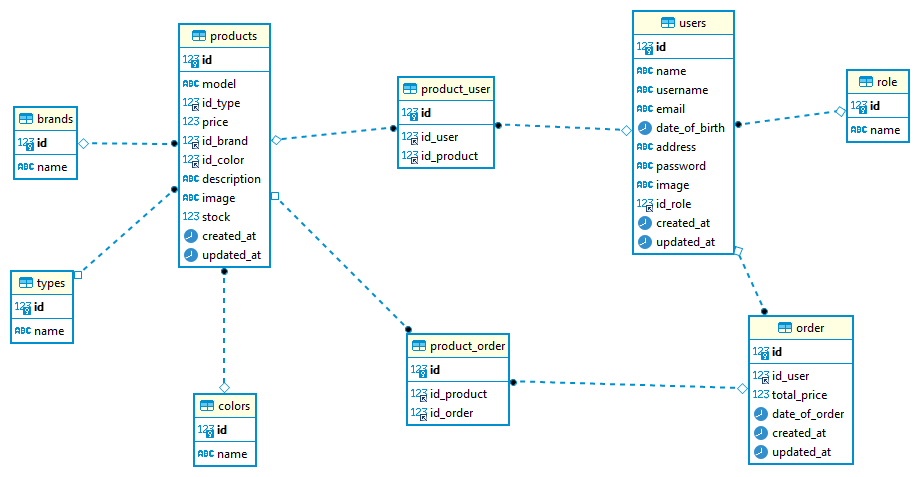 products
123 id
ABC model
123 id_type
123 price
123 id_brand
123 id_color
ABC description
ABC image
123 stock
created_at
updated_at
users
123 id
ABC name
ABC username
ABC email
date_of_birth
ABC address
ABC password
ABC image
123 id_role
created_at
updated_at
product_user
123 id
123 id_user
123 id_product
role
123 id
ABC name
brands
123 id
ABC name
types
123 id
ABC name
colors
123 id
ABC name
product_order
123 id
123 id_product
123 id_order
order
123 id
123 id_user
123 total_price
date_of_order
created_at
updated_at